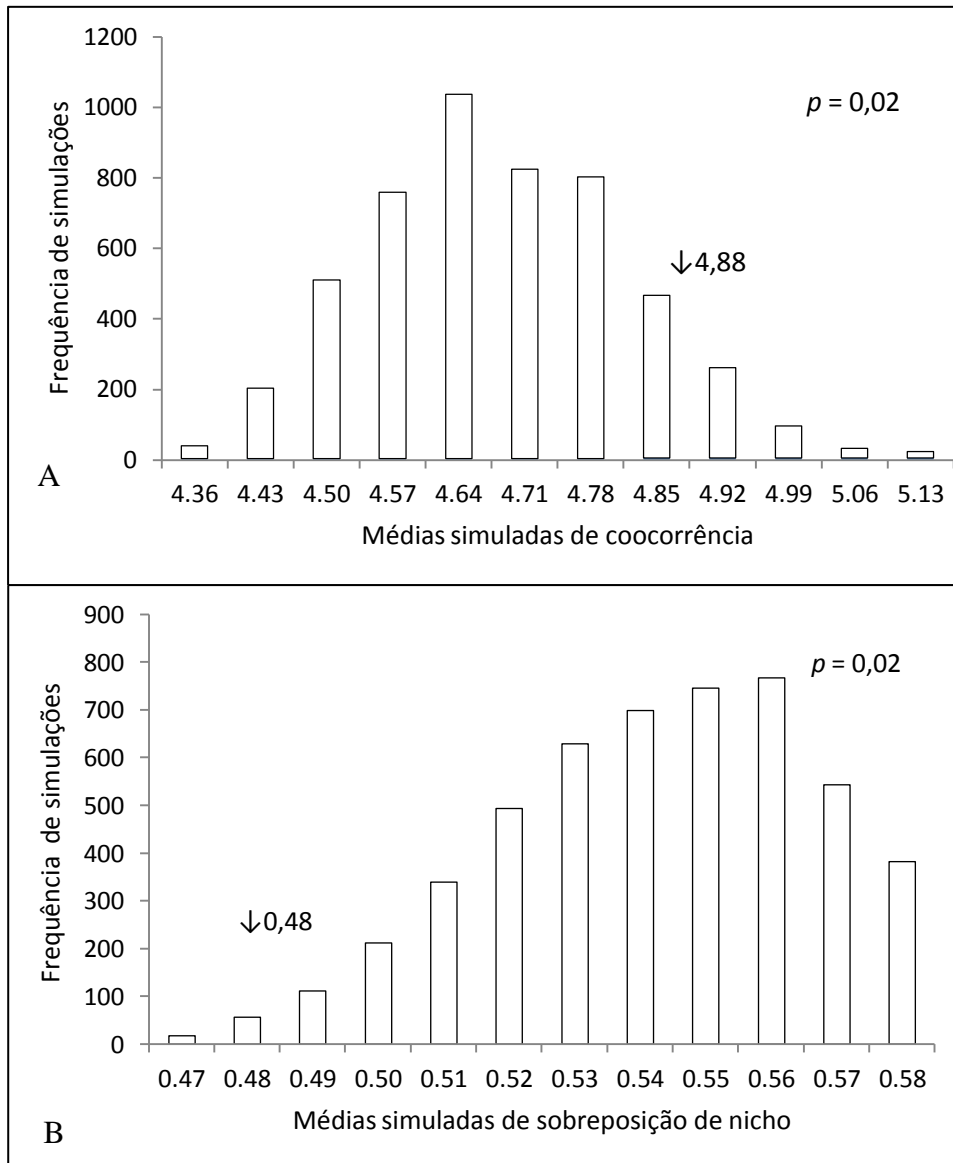 1200
1000
800
600
400
200
0
Frequência de simulações
p = 0,02
↓4,88
4.36 4.43 4.50 4.57 4.64 4.71 4.78 4.85 4.92 4.99 5.06 5.13
A
Médias simuladas de coocorrência
900
800
700
600
500
400
300
200
100
0
Frequência de simulações
p = 0,02
↓0,48
0.47 0.48 0.49 0.50 0.51 0.52 0.53 0.54 0.55 0.56 0.57 0.58
B
Médias simuladas de sobreposição de nicho